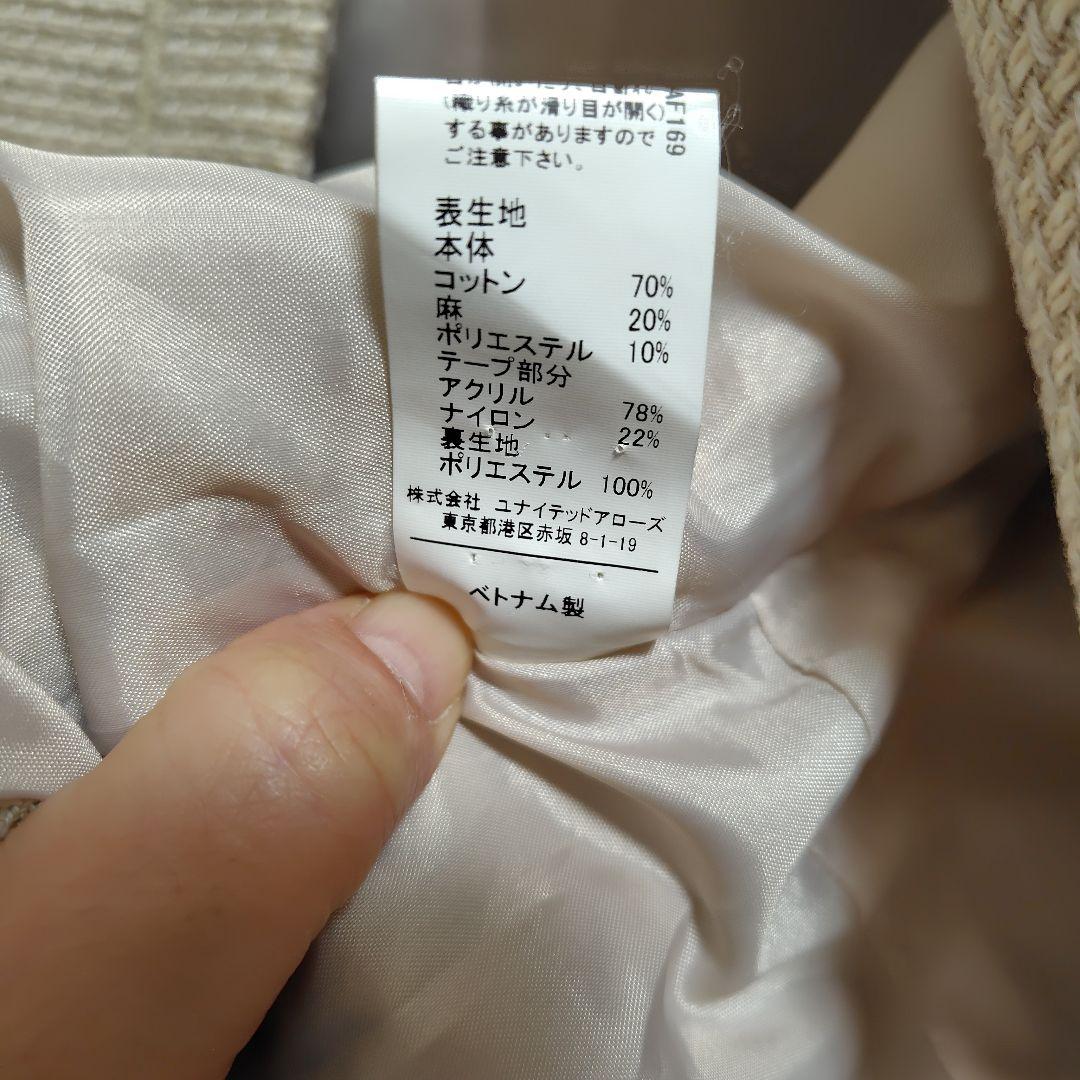 (織り糸が滑り目が開く)
する事がありますので
ご注意下さい。
AF169
表生地
本体
コットン 70%
麻 20%
ポリエステル 10%
テープ部分
アクリル 78%
ナイロン 22%
裏生地
ポリエステル 100%
株式会社 ユナイテッドアローズ
東京都港区赤坂 8-1-19
ベトナム製